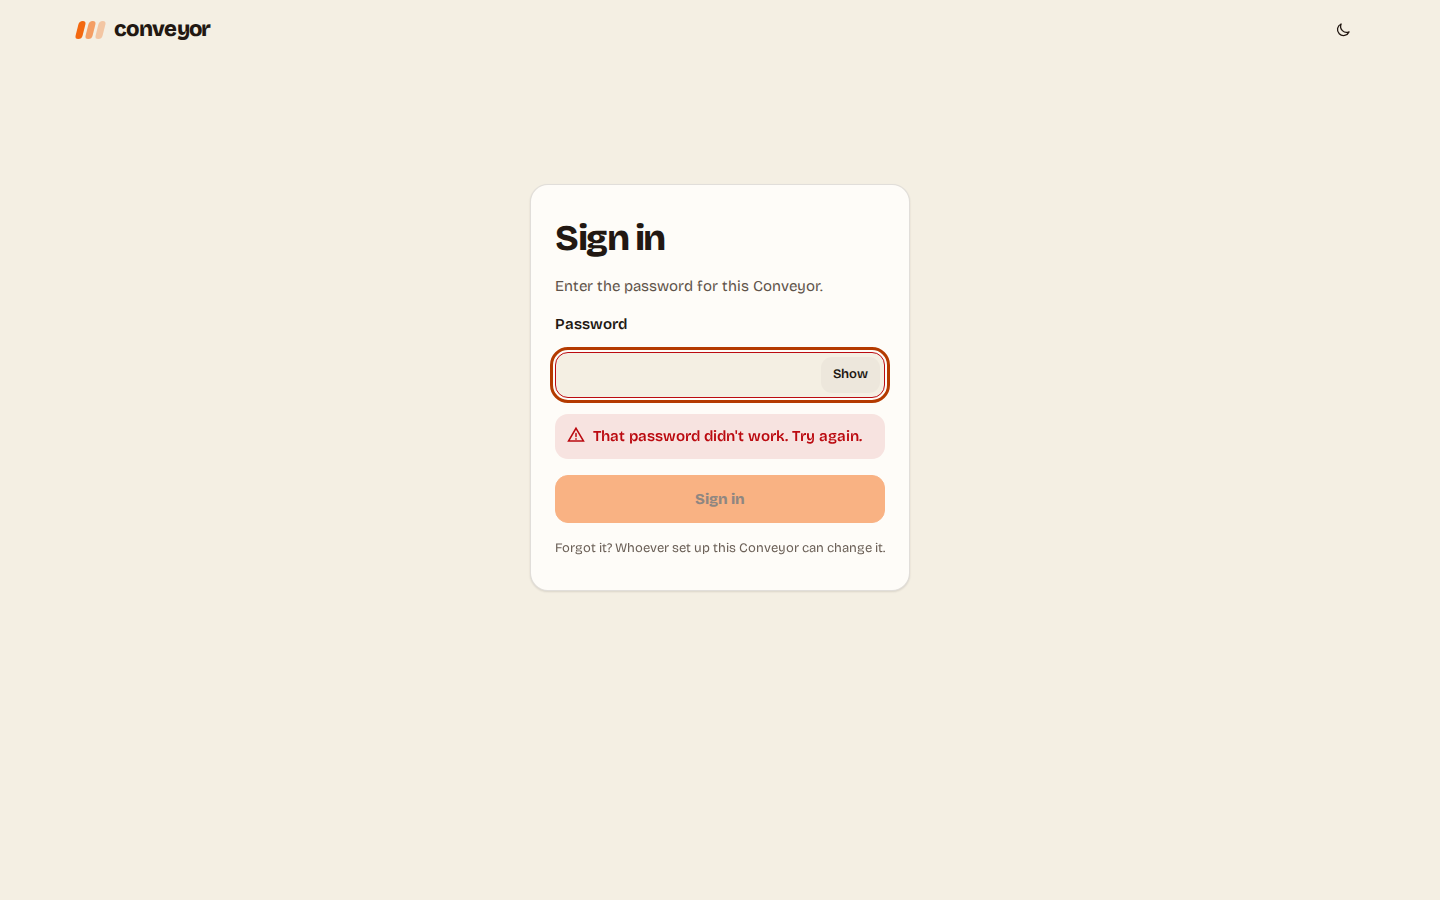 conveyor
Sign in
Enter the password for this Conveyor.
Password
Show
That password didn't work. Try again.
Sign in
Forgot it? Whoever set up this Conveyor can change it.